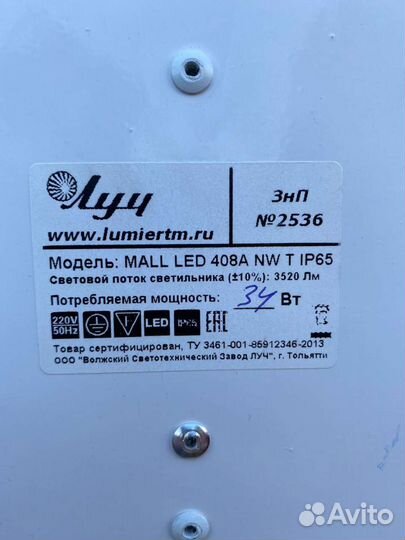 Луч
ЗнП
№2536
www.lumiertm.ru
Модель: MALL LED 408A NW T IP65
Световой поток светильника (±10%): 3520 Лм
Потребляемая мощность: 34 Вт
220V
50Hz
LED
IP65
EAC
Товар сертифицирован, ТУ 3461-001-85912346-2013
ООО "Волжский Светотехнический Завод ЛУЧ", г. Тольятти
Avito